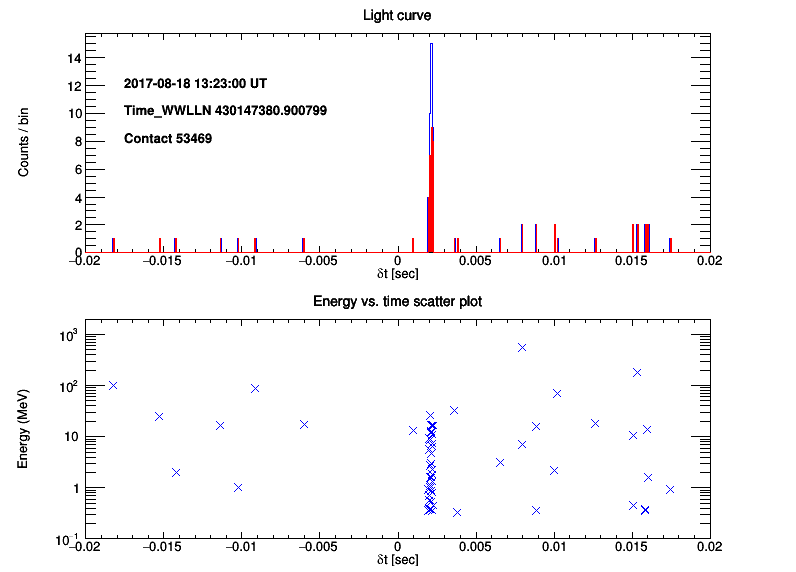 Light curve
Counts / bin
14
12
10
8
6
4
2
0
2017-08-18 13:23:00 UT
Time_WWLLN 430147380.900799
Contact 53469
−0.02 −0.015 −0.01 −0.005 0 0.005 0.01 0.015 0.02
δt [sec]
Energy vs. time scatter plot
Energy (MeV)
10³
10²
10
1
10⁻¹
−0.02 −0.015 −0.01 −0.005 0 0.005 0.01 0.015 0.02
δt [sec]